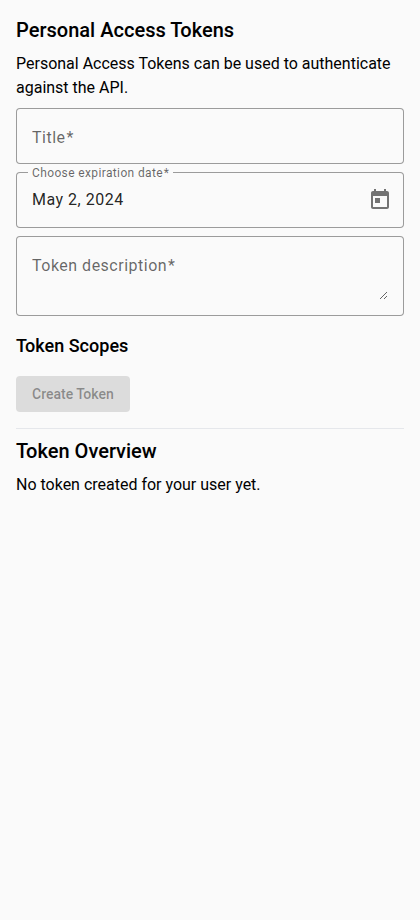 Personal Access Tokens
Personal Access Tokens can be used to authenticate
against the API.
Title*
Choose expiration date*
May 2, 2024
Token description*
Token Scopes
Create Token
Token Overview
No token created for your user yet.